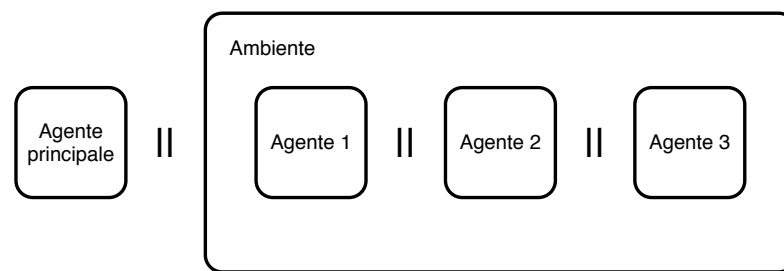 Ambiente
Agente
principale
||
Agente 1
||
Agente 2
||
Agente 3